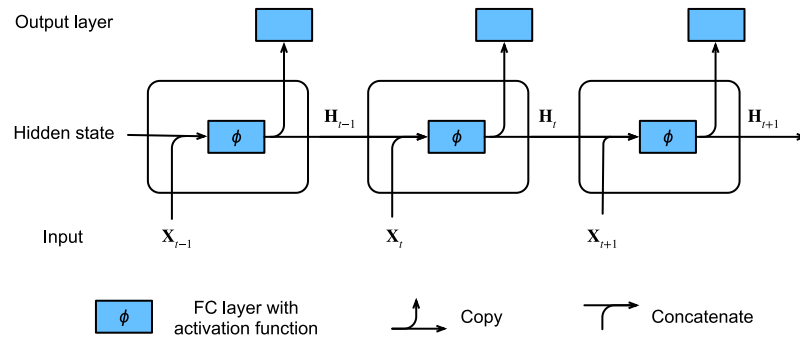 Output layer
H_{t−1} H_t H_{t+1}
Hidden state ϕ ϕ ϕ
Input
X_{t−1} X_t X_{t+1}
ϕ FC layer with activation function
Copy
Concatenate